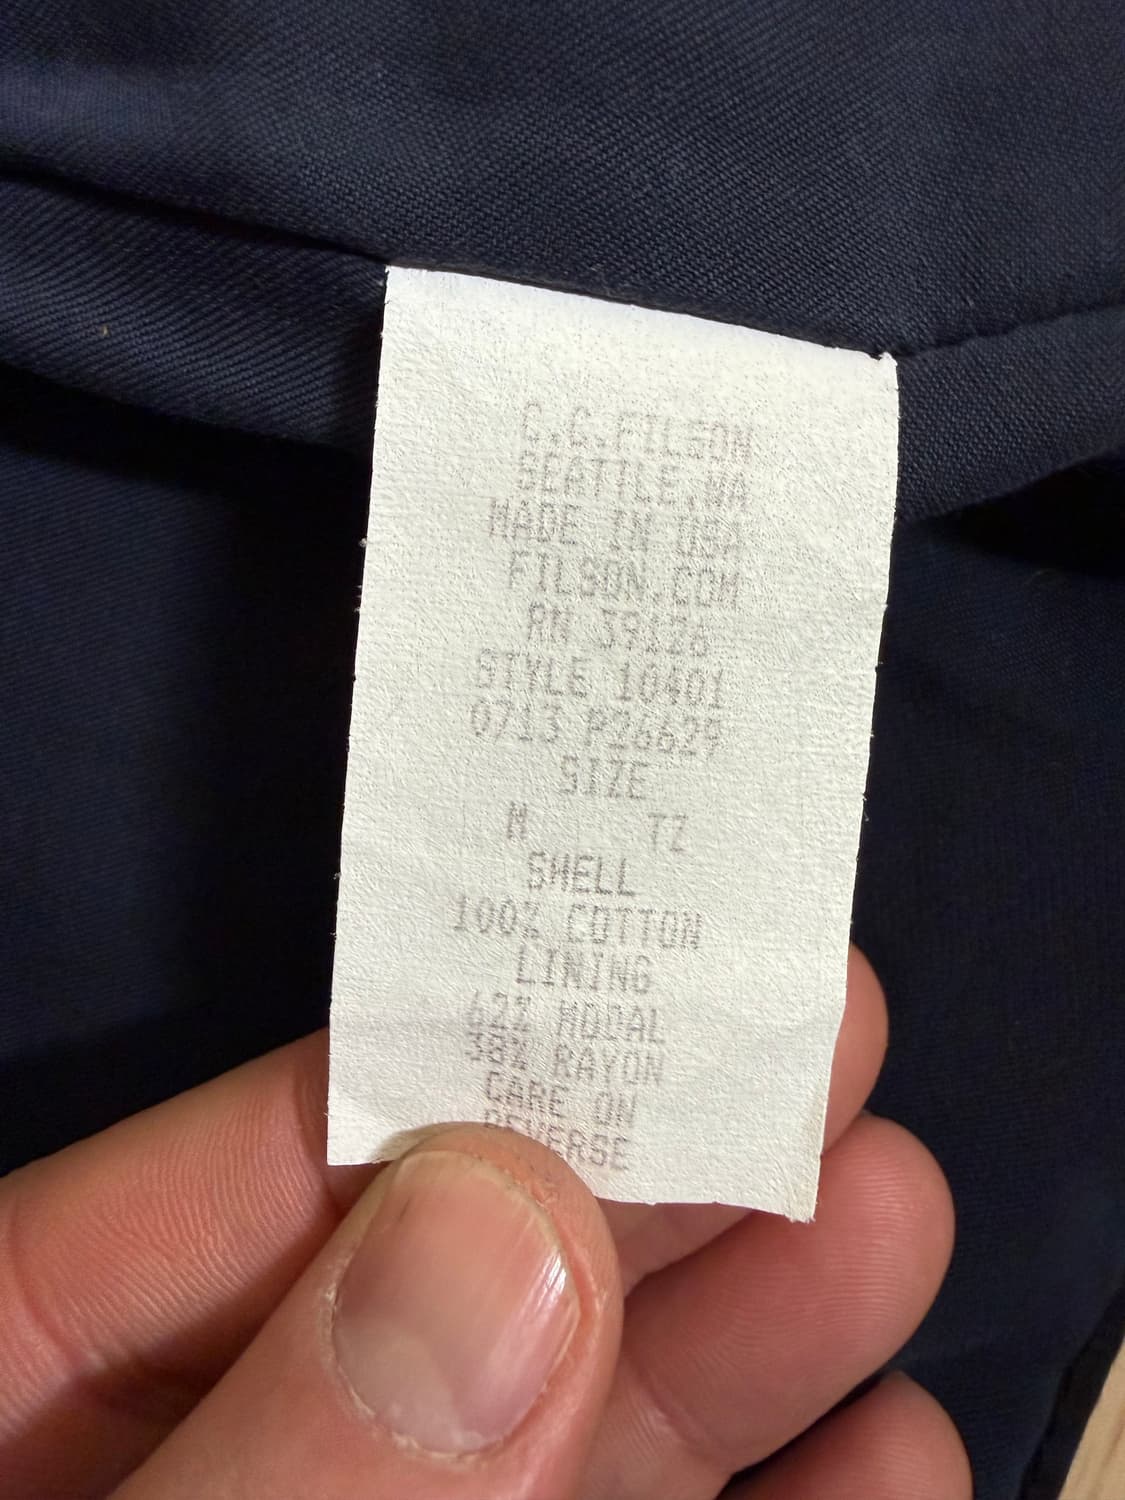 C.C.FILSON
SEATTLE,WA
MADE IN USA
FILSON.COM
RN 39126
STYLE 10401
0713 P26629
SIZE
M TZ
SHELL
100% COTTON
LINING
62% MODAL
38% RAYON
CARE ON
REVERSE